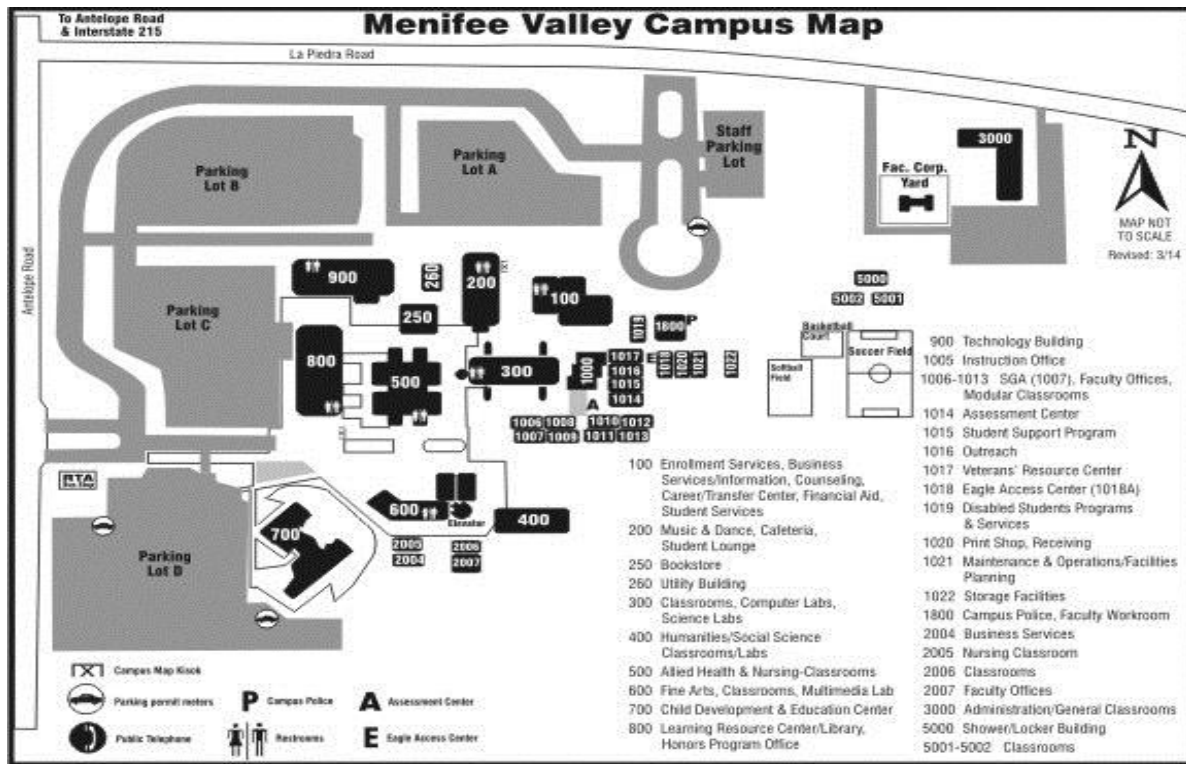 To Antelope Road
& Interstate 215
Menifee Valley Campus Map
La Piedra Road
Antelope Road
Parking
Lot B
Parking
Lot A
Staff
Parking
Lot
3000
Fac. Corp.
Yard
N
MAP NOT
TO SCALE
Revised: 3/14
Parking
Lot C
900
260
200
250
100
800
500
300
1000
1019
1800
P
1017
1016
1015
1014
E
1018
1020
1021
1022
A
1006 1008
1007 1009
1010 1012
1011 1013
5000
5002
5001
Basketball
Court
Softball
Field
Soccer Field
RTA
Bus Stop
Parking
Lot D
700
600
Elevator
400
2005
2004
2006
2007
100 Enrollment Services, Business
Services/Information, Counseling,
Career/Transfer Center, Financial Aid,
Student Services
200 Music & Dance, Cafeteria,
Student Lounge
250 Bookstore
260 Utility Building
300 Classrooms, Computer Labs,
Science Labs
400 Humanities/Social Science
Classrooms/Labs
500 Allied Health & Nursing-Classrooms
600 Fine Arts, Classrooms, Multimedia Lab
700 Child Development & Education Center
800 Learning Resource Center/Library,
Honors Program Office
900 Technology Building
1005 Instruction Office
1006-1013 SGA (1007), Faculty Offices,
Modular Classrooms
1014 Assessment Center
1015 Student Support Program
1016 Outreach
1017 Veterans' Resource Center
1018 Eagle Access Center (1018A)
1019 Disabled Students Programs
& Services
1020 Print Shop, Receiving
1021 Maintenance & Operations/Facilities
Planning
1022 Storage Facilities
1800 Campus Police, Faculty Workroom
2004 Business Services
2005 Nursing Classroom
2006 Classrooms
2007 Faculty Offices
3000 Administration/General Classrooms
5000 Shower/Locker Building
5001-5002 Classrooms
Campus Map Kisok
Parking permit meters
P Campus Police
A Assessment Center
Public Telephone
Restrooms
E Eagle Access Center